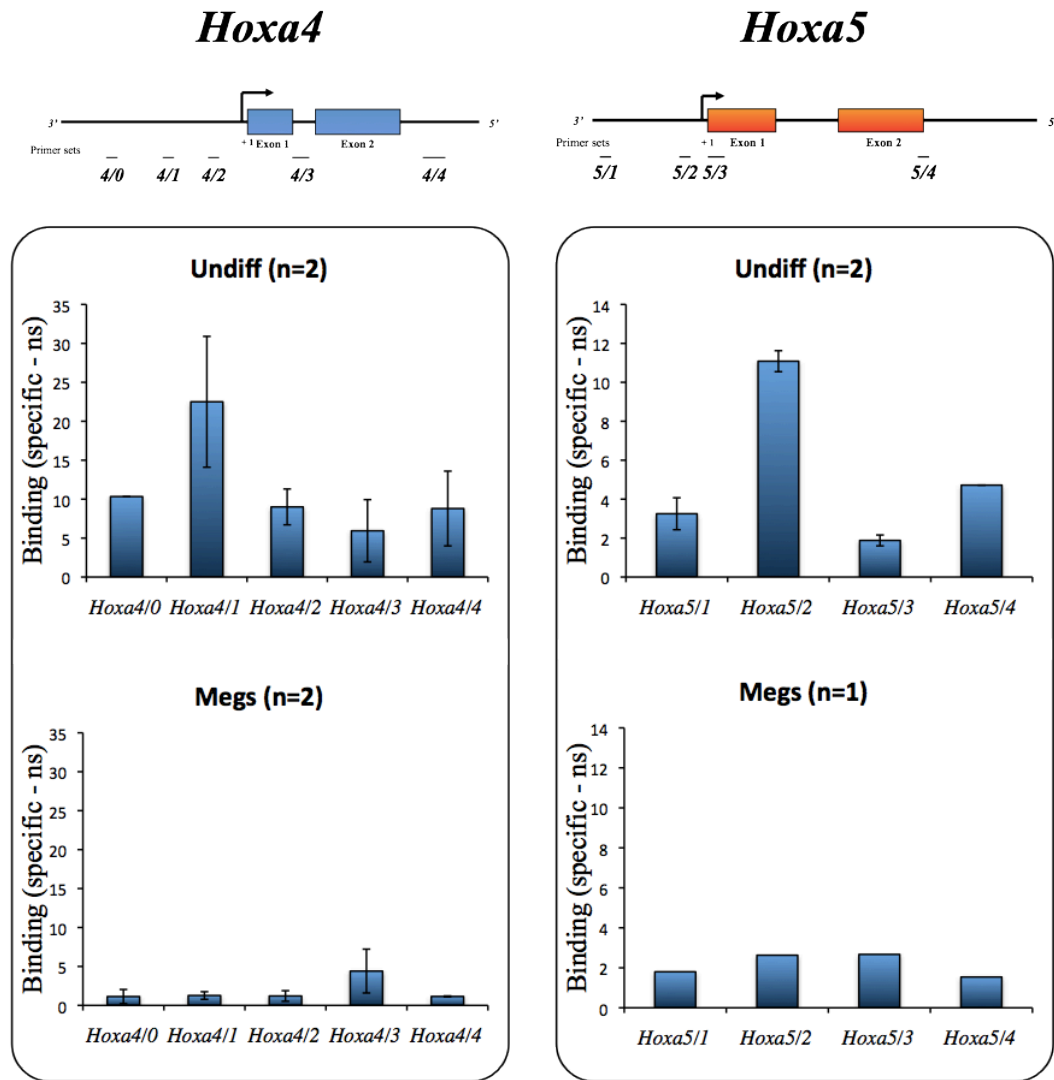 Hoxa4
3' 5'
+ 1 Exon 1 Exon 2
Primer sets
4/0 4/1 4/2 4/3 4/4
Undiff (n=2)
Binding (specific - ns)
35
30
25
20
15
10
5
0
Hoxa4/0 Hoxa4/1 Hoxa4/2 Hoxa4/3 Hoxa4/4
Megs (n=2)
Binding (specific - ns)
35
30
25
20
15
10
5
0
Hoxa4/0 Hoxa4/1 Hoxa4/2 Hoxa4/3 Hoxa4/4
Hoxa5
3' 5
+ 1 Exon 1 Exon 2
Primer sets
5/1 5/2 5/3 5/4
Undiff (n=2)
Binding (specific - ns)
14
12
10
8
6
4
2
0
Hoxa5/1 Hoxa5/2 Hoxa5/3 Hoxa5/4
Megs (n=1)
Binding (specific - ns)
14
12
10
8
6
4
2
0
Hoxa5/1 Hoxa5/2 Hoxa5/3 Hoxa5/4